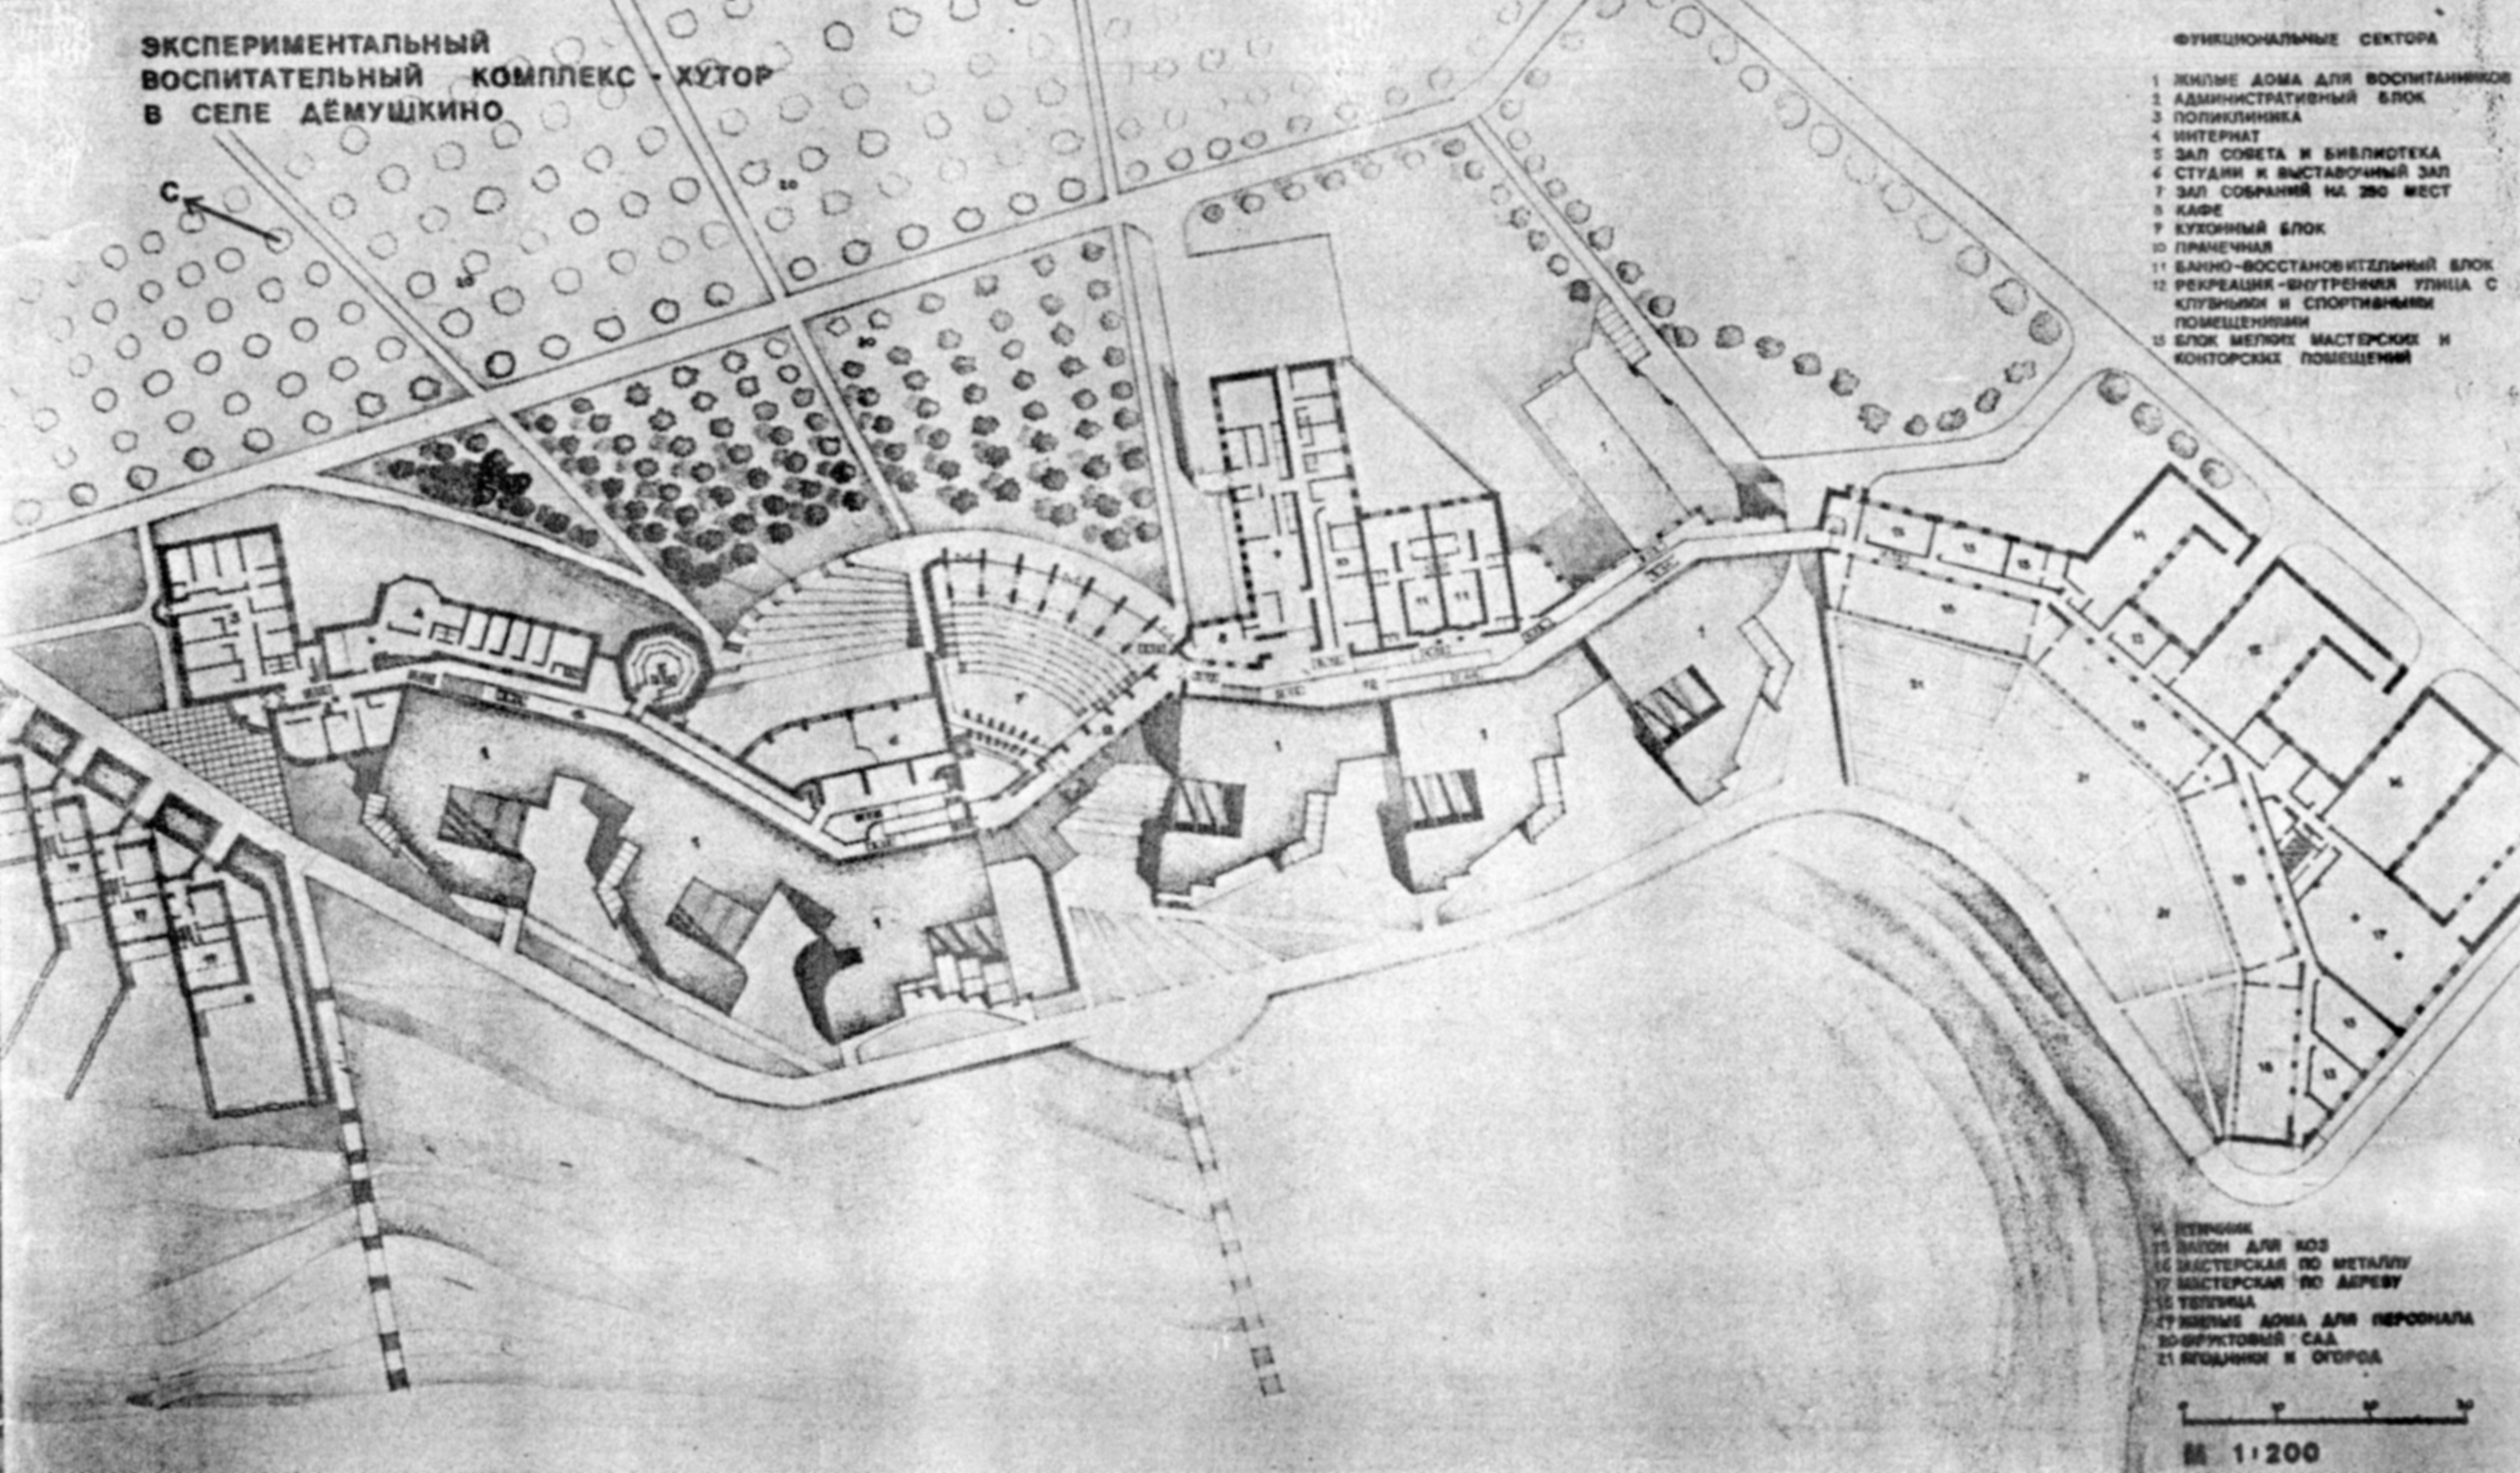 ЭКСПЕРИМЕНТАЛЬНЫЙ
ВОСПИТАТЕЛЬНЫЙ КОМПЛЕКС - ХУТОР
В СЕЛЕ ДЁМУШКИНО
С
ФУНКЦИОНАЛЬНЫЕ СЕКТОРА
1 ЖИЛЫЕ ДОМА ДЛЯ ВОСПИТАННИКОВ
2 АДМИНИСТРАТИВНЫЙ БЛОК
3 ПОЛИКЛИНИКА
4 ИНТЕРНАТ
5 ЗАЛ СОВЕТА И БИБЛИОТЕКА
6 СТУДИИ И ВЫСТАВОЧНЫЙ ЗАЛ
7 ЗАЛ СОБРАНИЙ НА 250 МЕСТ
8 КАФЕ
9 КУХОННЫЙ БЛОК
10 ПРАЧЕЧНАЯ
11 БАННО-ВОССТАНОВИТЕЛЬНЫЙ БЛОК
12 РЕКРЕАЦИЯ-ВНУТРЕННЯЯ УЛИЦА С
КЛУБНЫМИ И СПОРТИВНЫМИ
ПОМЕЩЕНИЯМИ
13 БЛОК МЕЛКИХ МАСТЕРСКИХ И
КОНТОРСКИХ ПОМЕЩЕНИЙ
14 ПТИЧНИК
15 ЗАГОН ДЛЯ КОЗ
16 МАСТЕРСКАЯ ПО МЕТАЛЛУ
17 МАСТЕРСКАЯ ПО ДЕРЕВУ
18 ТЕПЛИЦА
19 ЖИЛЫЕ ДОМА ДЛЯ ПЕРСОНАЛА
20 ФРУКТОВЫЙ САД
21 ЯГОДНИКИ И ОГОРОД
М 1:200